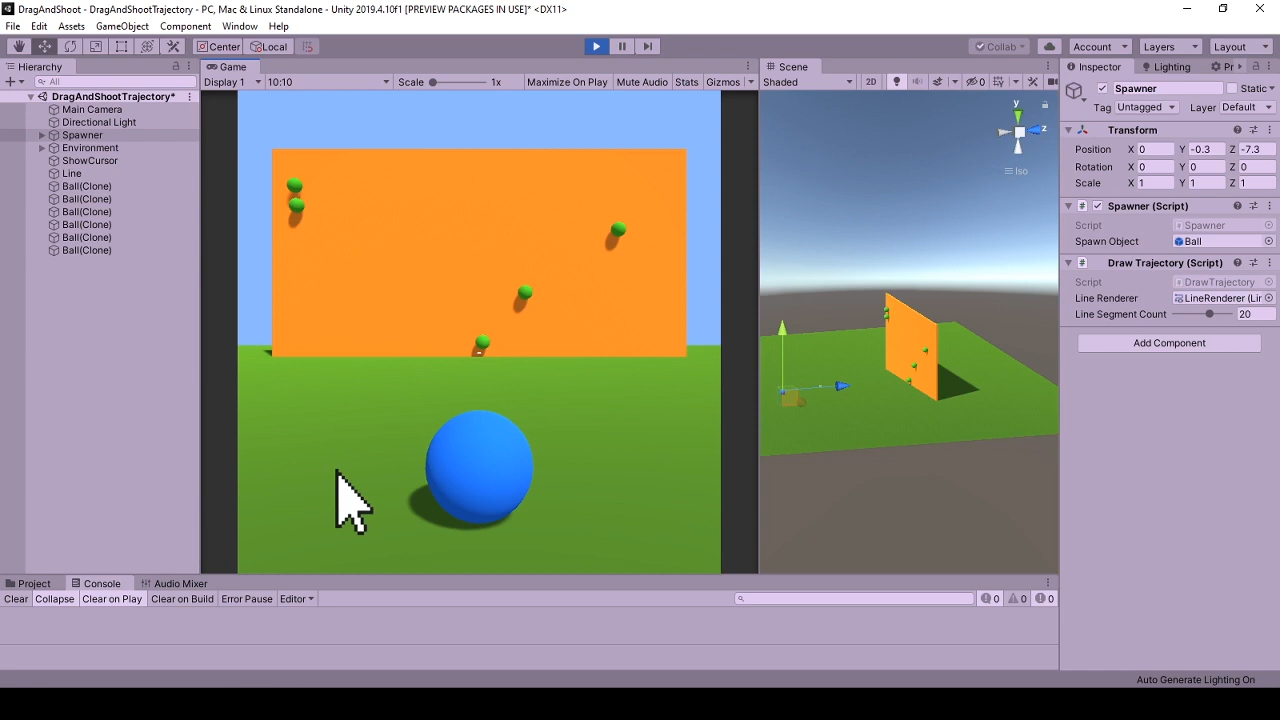 DragAndShoot - DragAndShootTrajectory - PC, Mac & Linux Standalone - Unity 2019.4.10f1 [PREVIEW PACKAGES IN USE]* <DX11>
File Edit Assets GameObject Component Window Help
Center Local Collab Account Layers Layout
Hierarchy
All
DragAndShootTrajectory*
Main Camera
Directional Light
Spawner
Environment
ShowCursor
Line
Ball(Clone)
Ball(Clone)
Ball(Clone)
Ball(Clone)
Ball(Clone)
Ball(Clone)
Game
Display 1 10:10 Scale 1x Maximize On Play Mute Audio Stats Gizmos
Scene
Shaded 2D 0
y
z
Iso
Inspector Lighting Pr
Spawner Static
Tag Untagged Layer Default
Transform
Position X 0 Y -0.3 Z -7.3
Rotation X 0 Y 0 Z 0
Scale X 1 Y 1 Z 1
Spawner (Script)
Script Spawner
Spawn Object Ball
Draw Trajectory (Script)
Script DrawTrajectory
Line Renderer LineRenderer (Lir
Line Segment Count 20
Add Component
Project Console Audio Mixer
Clear Collapse Clear on Play Clear on Build Error Pause Editor 0 0 0
Auto Generate Lighting On